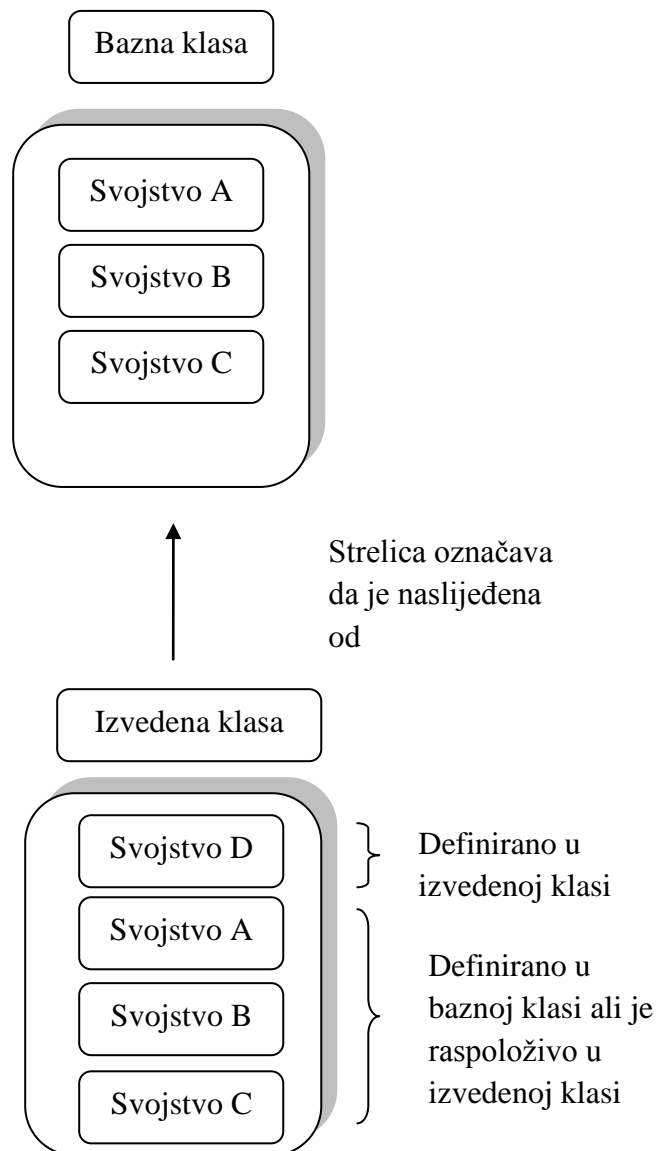 Bazna klasa
Svojstvo A
Svojstvo B
Svojstvo C
Strelica označava
da je naslijeđena
od
Izvedena klasa
Svojstvo D
Definirano u
izvedenoj klasi
Svojstvo A
Svojstvo B
Svojstvo C
Definirano u
baznoj klasi ali je
raspoloživo u
izvedenoj klasi